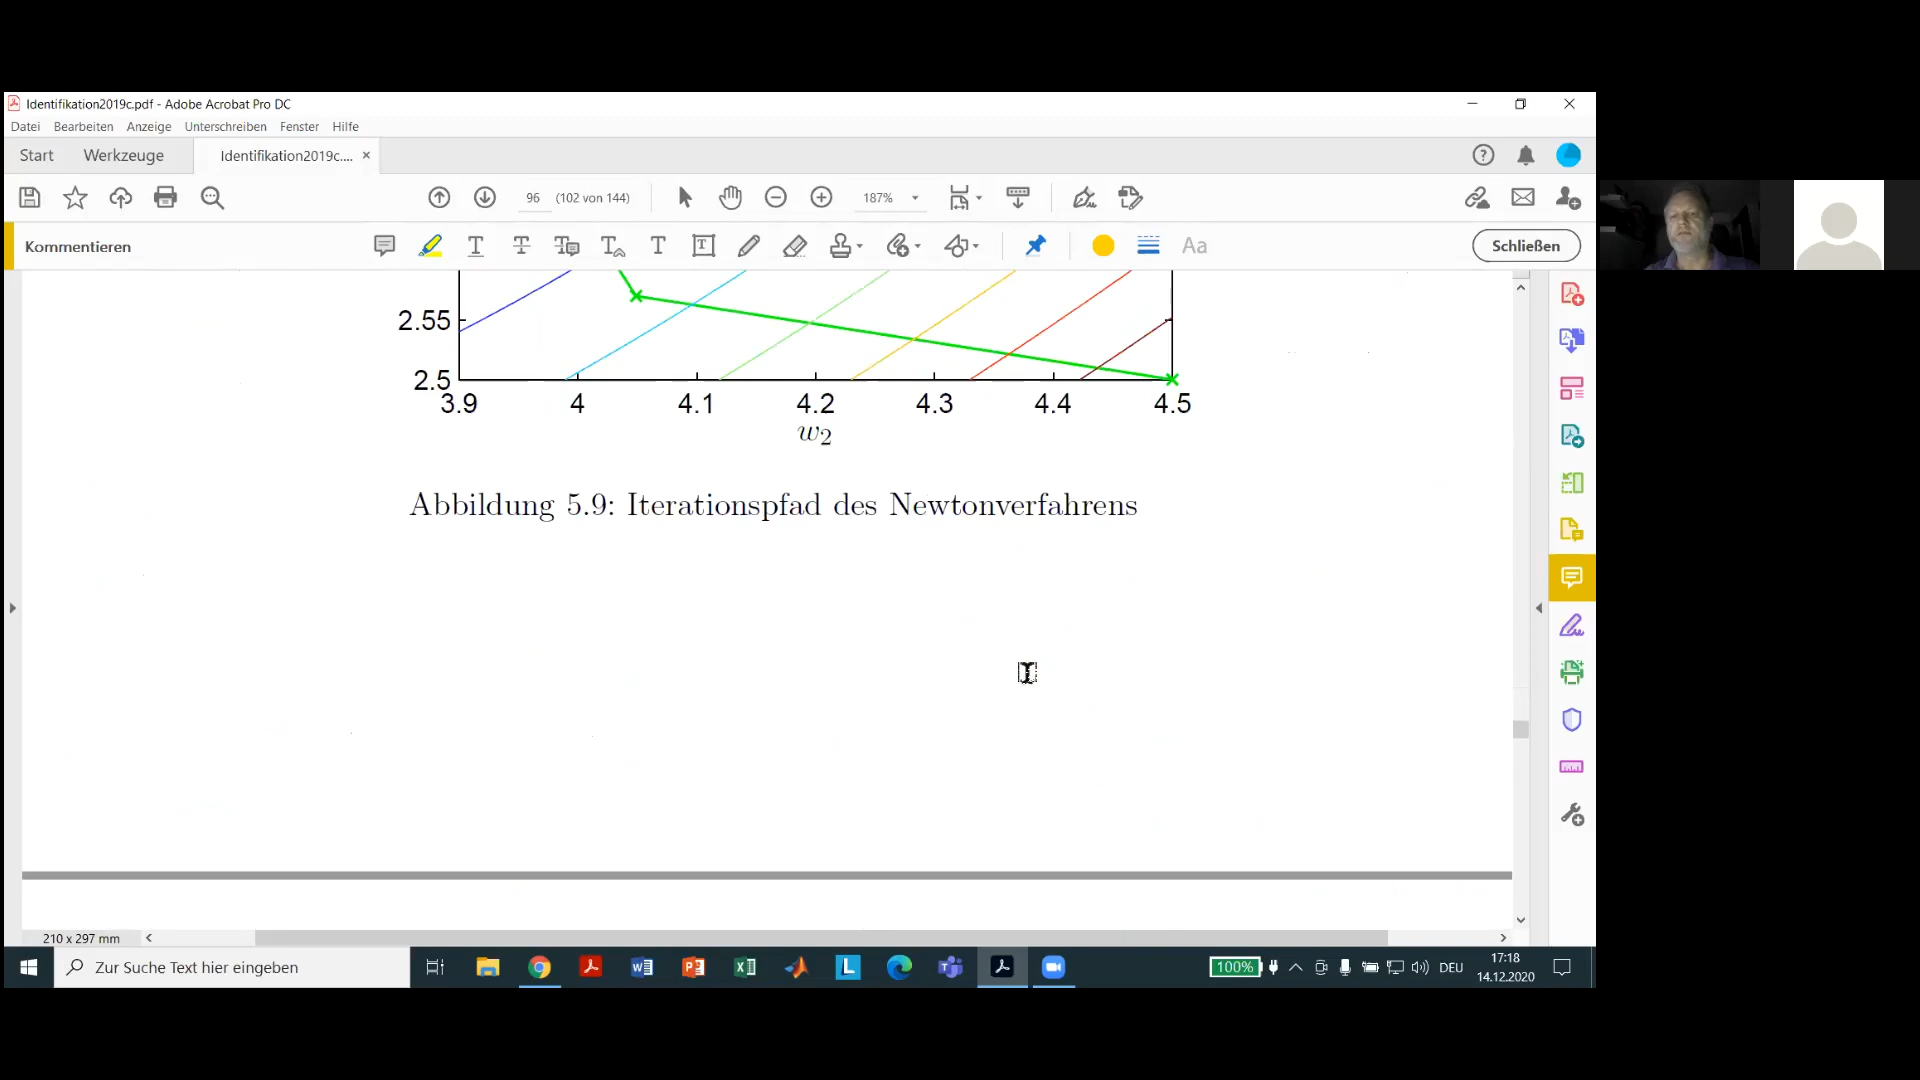 Identifikation2019c.pdf - Adobe Acrobat Pro DC
Datei Bearbeiten Anzeige Unterschreiben Fenster Hilfe
Start Werkzeuge Identifikation2019c.... ×
96 (102 von 144) 187%
Kommentieren Aa Schließen
2.55
2.5
3.9 4 4.1 4.2 4.3 4.4 4.5
w2
Abbildung 5.9: Iterationspfad des Newtonverfahrens
210 x 297 mm
Zur Suche Text hier eingeben 100% DEU 17:18
14.12.2020